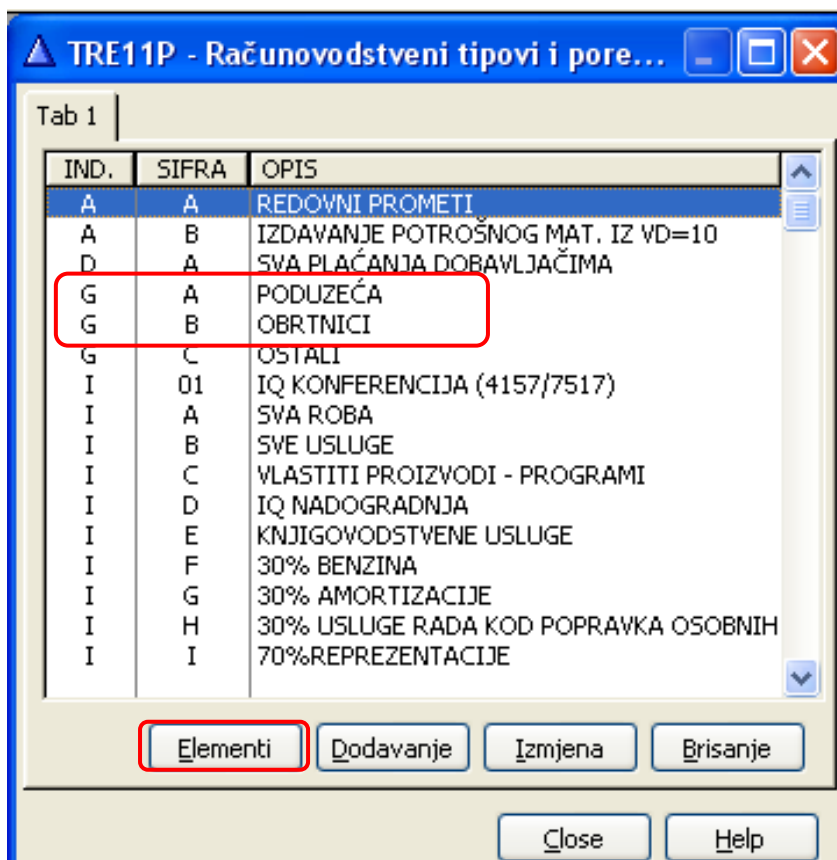 TRE11P - Računovodstveni tipovi i pore...
Tab 1
IND. SIFRA OPIS
A A REDOVNI PROMETI
A B IZDAVANJE POTROŠNOG MAT. IZ VD=10
D A SVA PLAĆANJA DOBAVLJAČIMA
G A PODUZEĆA
G B OBRTNICI
G C OSTALI
I 01 IQ KONFERENCIJA (4157/7517)
I A SVA ROBA
I B SVE USLUGE
I C VLASTITI PROIZVODI - PROGRAMI
I D IQ NADOGRADNJA
I E KNJIGOVODSTVENE USLUGE
I F 30% BENZINA
I G 30% AMORTIZACIJE
I H 30% USLUGE RADA KOD POPRAVKA OSOBNIH
I I 70%REPREZENTACIJE
Elementi Dodavanje Izmjena Brisanje
Close Help